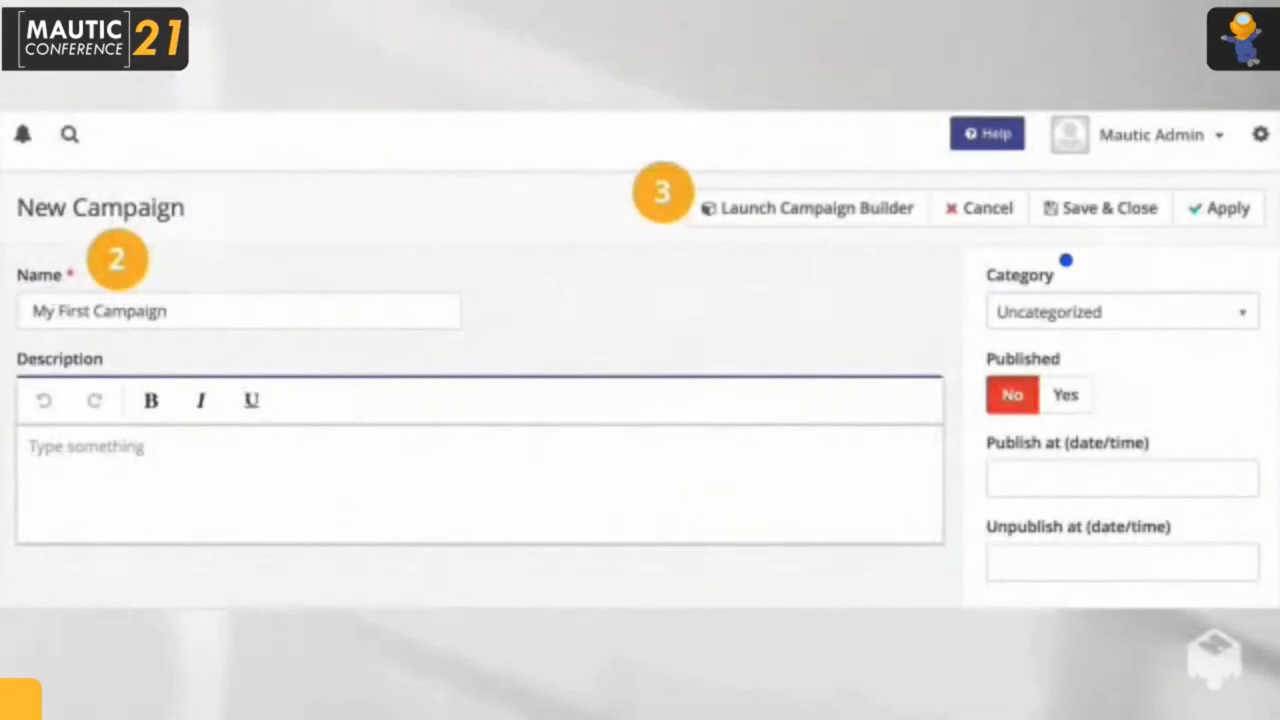 MAUTIC
CONFERENCE
21
Help
Mautic Admin
New Campaign
3
Launch Campaign Builder
Cancel
Save & Close
Apply
2
Name *
My First Campaign
Description
B I U
Type something
Category
Uncategorized
Published
No Yes
Publish at (date/time)
Unpublish at (date/time)